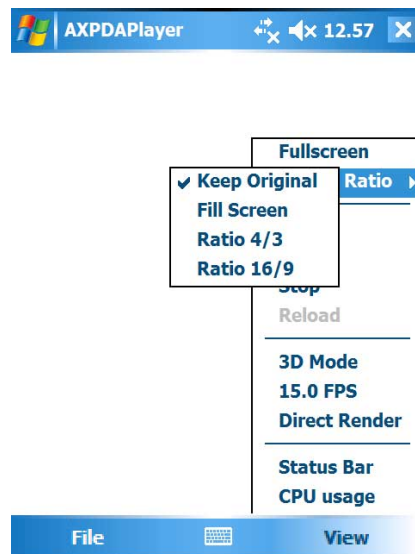 AXPDAPlayer 12.57
Fullscreen
Ratio
Keep Original
Fill Screen
Ratio 4/3
Ratio 16/9
Stop
Reload
3D Mode
15.0 FPS
Direct Render
Status Bar
CPU usage
File View